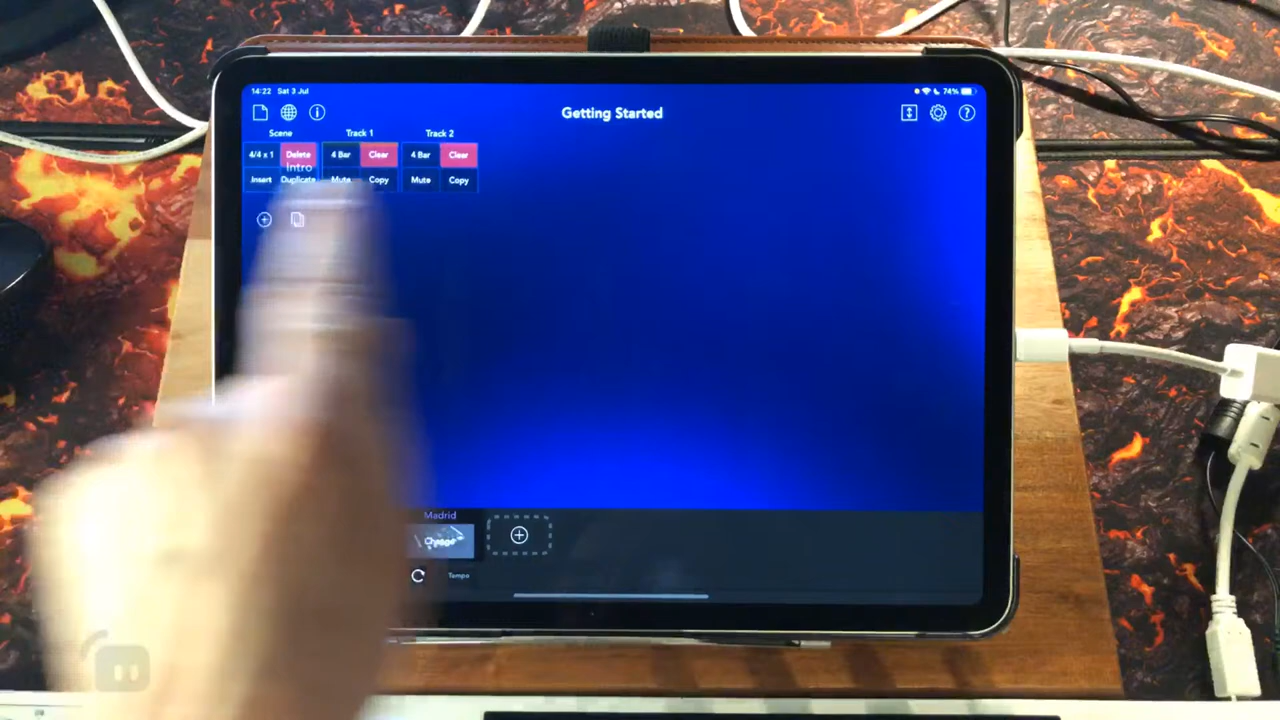 14:22 Sat 3 Jul
74%
Getting Started
Scene Track 1 Track 2
4/4 x 1 Delete 4 Bar Clear 4 Bar Clear
Intro
Insert Duplicate Mute Copy Mute Copy
Madrid
Change
Tempo